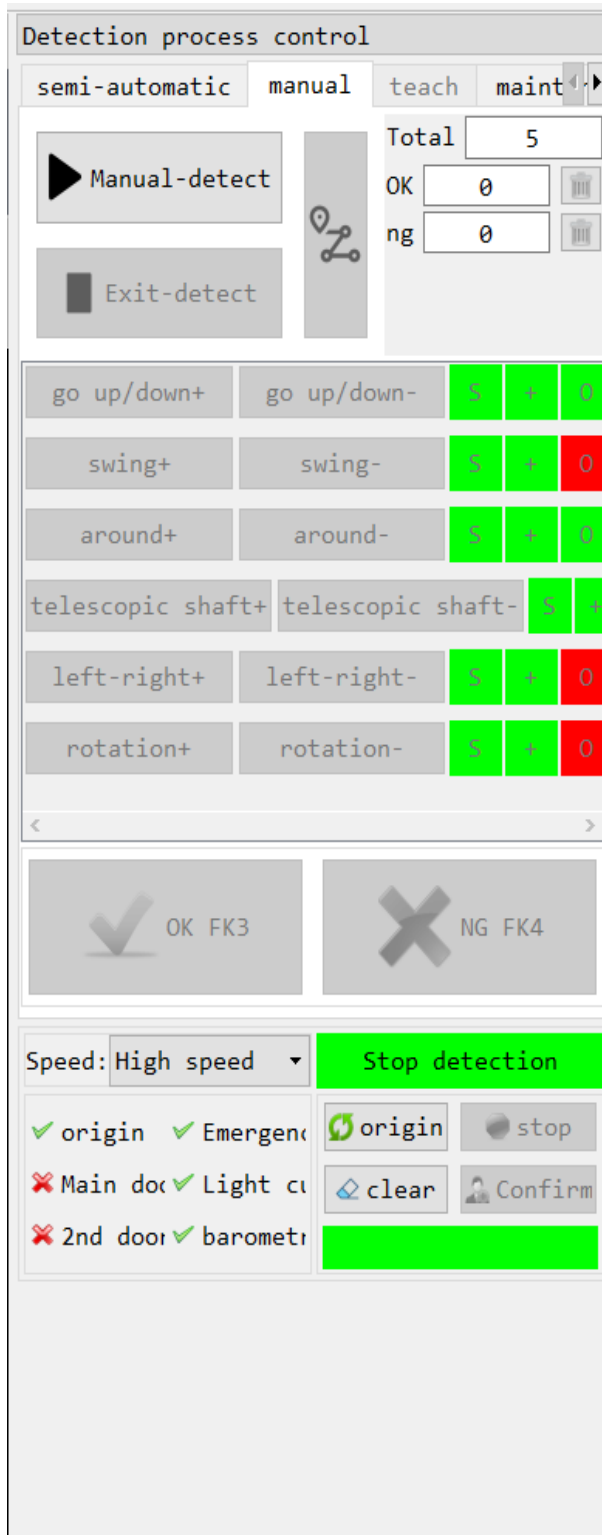 Detection process control
semi-automatic manual teach maint
Manual-detect
Exit-detect
Total 5
OK 0
ng 0
go up/down+ go up/down- S + O
swing+ swing- S + O
around+ around- S + O
telescopic shaft+ telescopic shaft- S +
left-right+ left-right- S + O
rotation+ rotation- S + O
OK FK3 NG FK4
Speed: High speed Stop detection
origin Emergenc
Main doo Light cu
2nd door barometr
origin stop
clear Confirm